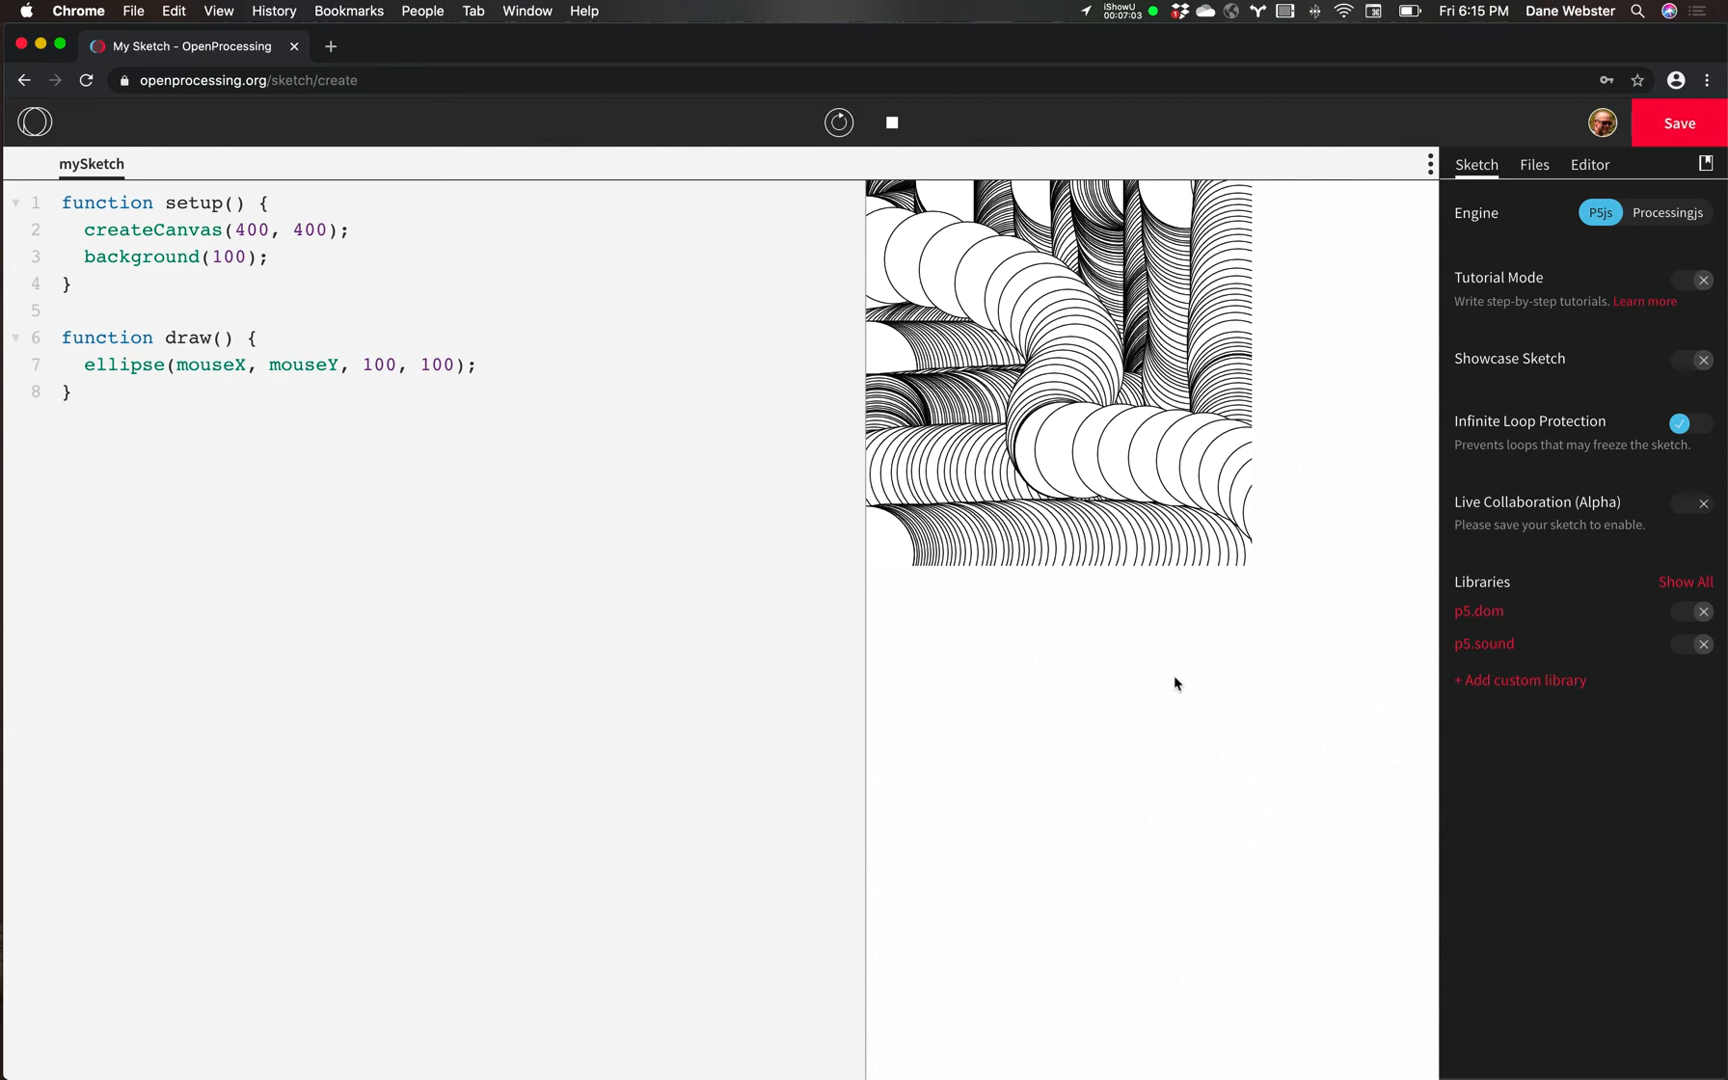 Chrome File Edit View History Bookmarks People Tab Window Help iShowU 00:07:03 1 Fri 6:15 PM Dane Webster
My Sketch - OpenProcessing
openprocessing.org/sketch/create
Save
mySketch
Sketch Files Editor
1 function setup() {
2 createCanvas(400, 400);
3 background(100);
4 }
5
6 function draw() {
7 ellipse(mouseX, mouseY, 100, 100);
8 }
Engine P5js Processingjs
Tutorial Mode
Write step-by-step tutorials. Learn more
Showcase Sketch
Infinite Loop Protection
Prevents loops that may freeze the sketch.
Live Collaboration (Alpha)
Please save your sketch to enable.
Libraries Show All
p5.dom
p5.sound
+ Add custom library